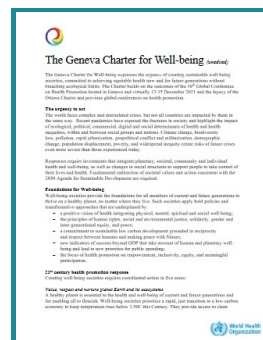 The Geneva Charter for Well-being (unedited)
The Geneva Charter for Well-being expresses the urgency of creating sustainable well-being
societies, committed to achieving equitable health now and for future generations without
breaching ecological limits. The Charter builds on the outcomes of the 10th Global Conference
on Health Promotion hosted in Geneva and virtually 13-15 December 2021 and the legacy of the
Ottawa Charter and previous global conferences on health promotion.
The urgency to act
The world faces complex and interrelated crises, but not all countries are impacted by them in
the same way. Recent pandemics have exposed the fractures in society and highlight the impact
of ecological, political, commercial, digital and social determinants of health and health
inequities, within and between social groups and nations. Climate change, biodiversity
loss, pollution, rapid urbanization, geopolitical conflict and militarization, demographic
change, population displacement, poverty, and widespread inequity create risks of future crises
even more severe than those experienced today.
Responses require investments that integrate planetary, societal, community and individual
health and well-being, as well as changes in social structures to support people to take control of
their lives and health. Fundamental redirection of societal values and action consistent with the
2030 Agenda for Sustainable Development are required.
Foundations for Well-being
Well-being societies provide the foundations for all members of current and future generations to
thrive on a healthy planet, no matter where they live. Such societies apply bold policies and
transformative approaches that are underpinned by:
- a positive vision of health integrating physical, mental, spiritual and social well-being;
- the principles of human rights, social and environmental justice, solidarity, gender and
inter-generational equity, and peace;
- a commitment to sustainable low carbon development grounded in reciprocity
and respect between humans and making peace with Nature;
- new indicators of success beyond GDP that take account of human and planetary well-
being and lead to new priorities for public spending;
- the focus of health promotion on empowerment, inclusivity, equity, and meaningful
participation.
21st century health promotion response
Creating well-being societies requires coordinated action in five areas:
Value, respect and nurture planet Earth and its ecosystems
A healthy planet is essential to the health and well-being of current and future generations and
for enabling all to flourish. Well-being societies prioritize a rapid, just transition to a low-carbon
economy to keep temperature rises below 1.5°C this Century. They provide access to clean
World Health
Organization